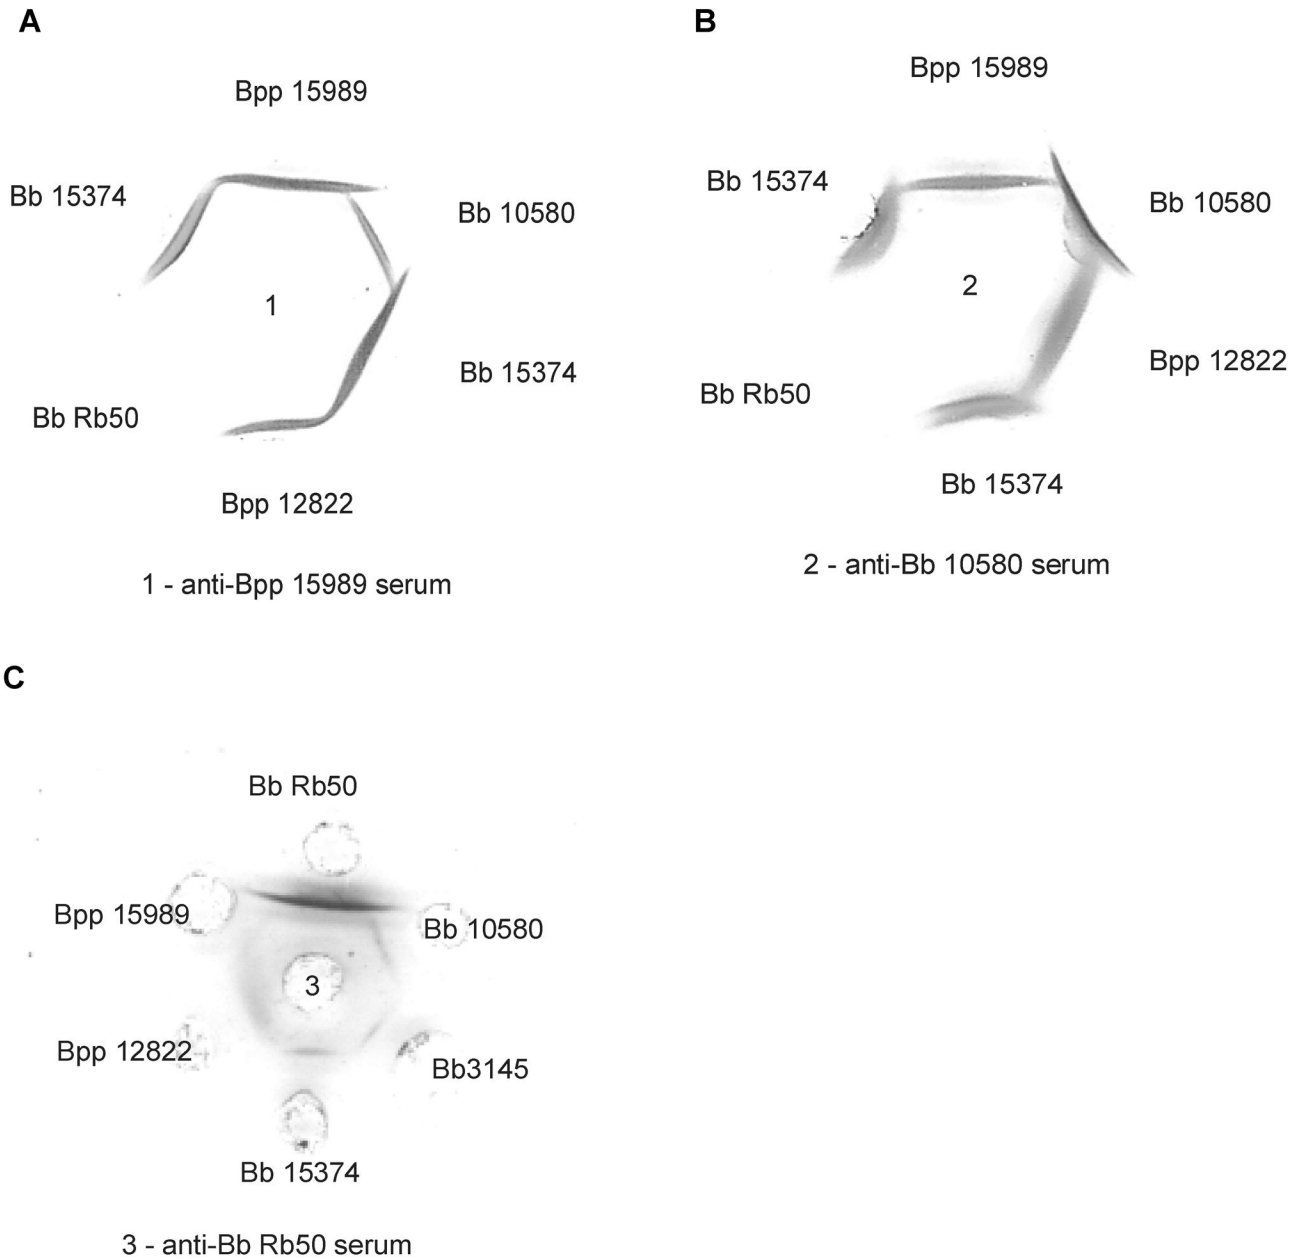 A
Bpp 15989
Bb 15374
Bb 10580
1
Bb 15374
Bb Rb50
Bpp 12822
1 - anti-Bpp 15989 serum
B
Bpp 15989
Bb 15374
Bb 10580
2
Bpp 12822
Bb Rb50
Bb 15374
2 - anti-Bb 10580 serum
C
Bb Rb50
Bpp 15989
Bb 10580
3
Bpp 12822
Bb3145
Bb 15374
3 - anti-Bb Rb50 serum